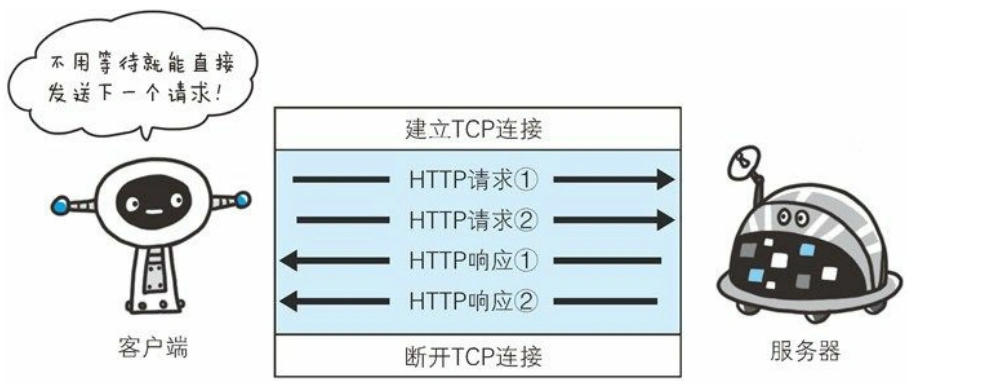 不用等待就能直接
发送下一个请求!
建立TCP连接
HTTP请求①
HTTP请求②
HTTP响应①
HTTP响应②
断开TCP连接
客户端
服务器